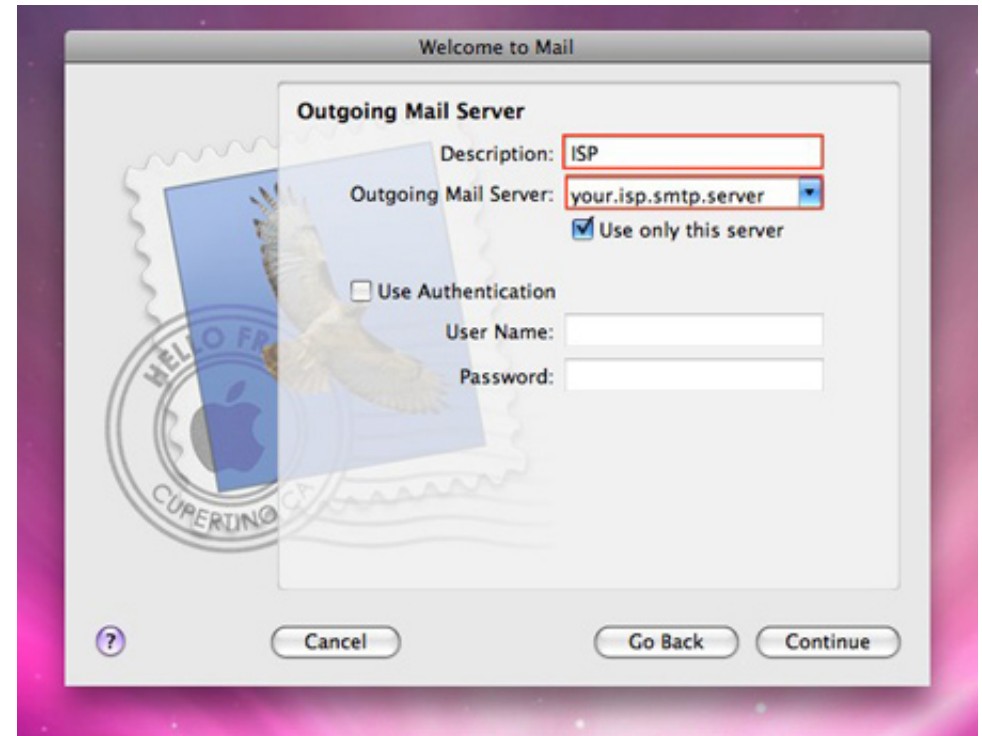 Welcome to Mail
Outgoing Mail Server
Description: ISP
Outgoing Mail Server: your.isp.smtp.server
Use only this server
Use Authentication
User Name:
Password:
HELLO FR
CUPERTINO CA
? Cancel Go Back Continue